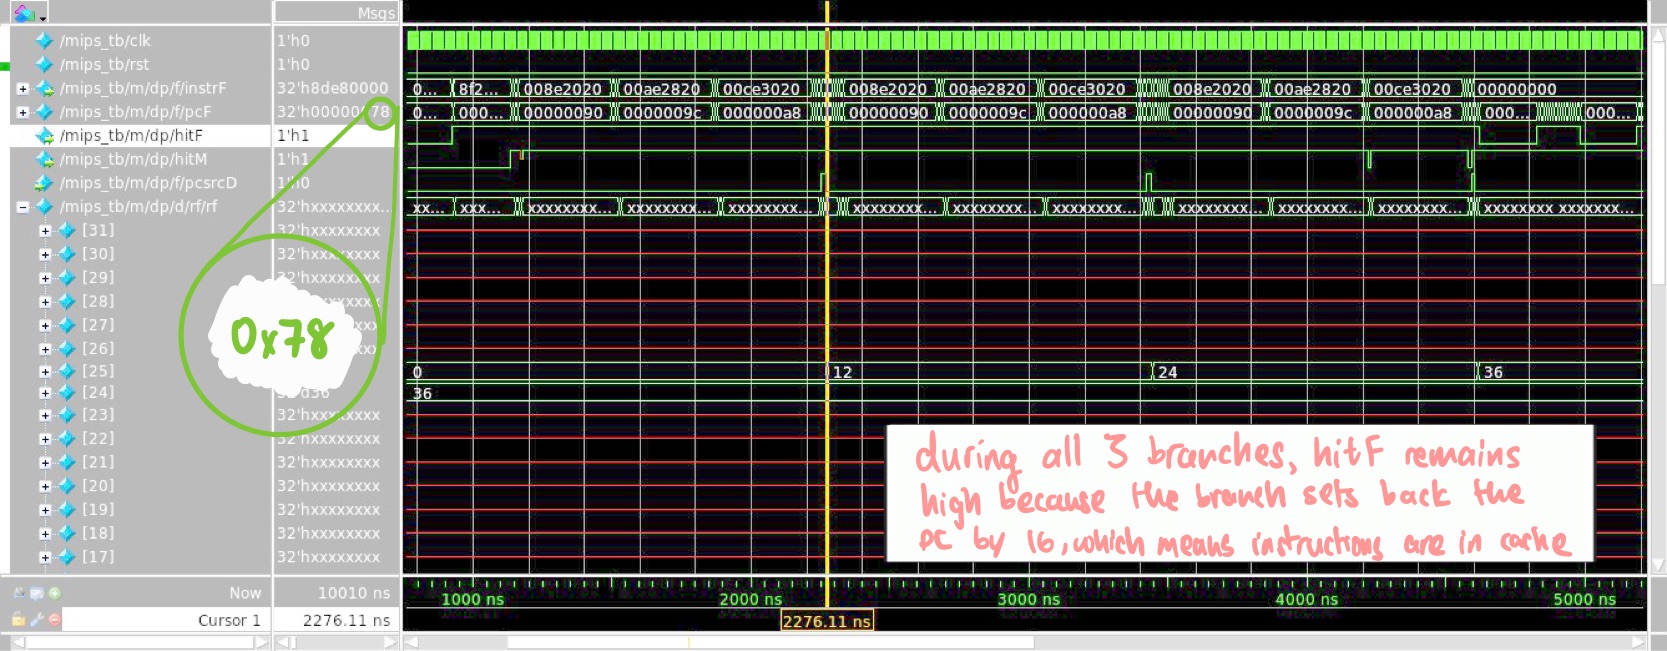 Msgs
/mips_tb/clk 1'h0
/mips_tb/rst 1'h0
/mips_tb/m/dp/f/instrF 32'h8de80000 0... 8f2... 008e2020 00ae2820 00ce3020 008e2020 00ae2820 00ce3020 008e2020 00ae2820 00ce3020 00000000
/mips_tb/m/dp/f/pcF 32'h00000078 0... 000... 00000090 0000009c 000000a8 00000090 0000009c 000000a8 00000090 0000009c 000000a8 000... 000...
/mips_tb/m/dp/hitF 1'h1
/mips_tb/m/dp/hitM 1'h1
/mips_tb/m/dp/f/pcsrcD 1'h0
/mips_tb/m/dp/d/rf/rf 32'hxxxxxxxx... xx... xxx... xxxxxxxx... xxxxxxxx... xxxxxxxx... xxxxxxxx... xxxxxxxx... xxxxxxxx... xxxxxxxx... xxxxxxxx... xxxxxxxx... xxxxxxxx xxxxxxx...
[31] 32'hxxxxxxxx
[30] 32'hxxxxxxxx
[29] 32'hxxxxxxxx
[28]
[27]
[26]
0x78
[25] 0 12 24 36
[24] 36
[23] 32'hxxxxxxxx
[22] 32'hxxxxxxxx
[21] 32'hxxxxxxxx
[20] 32'hxxxxxxxx
[19] 32'hxxxxxxxx
[18] 32'hxxxxxxxx
[17] 32'hxxxxxxxx
during all 3 branches, hitF remains
high because the branch sets back the
PC by 16, which means instructions are in cache
Now 10010 ns 1000 ns 2000 ns 3000 ns 4000 ns 5000 ns
Cursor 1 2276.11 ns 2276.11 ns